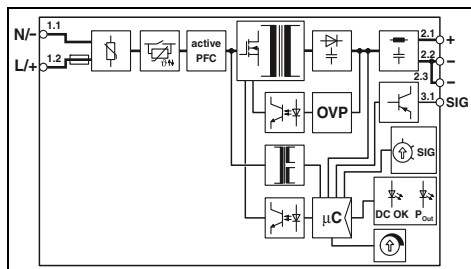 N/-
1.1
L/+
1.2
active
PFC
2.1
+
2.2
–
2.3
–
3.1
SIG
ϑ
OVP
SIG
μC
DC OK
POut